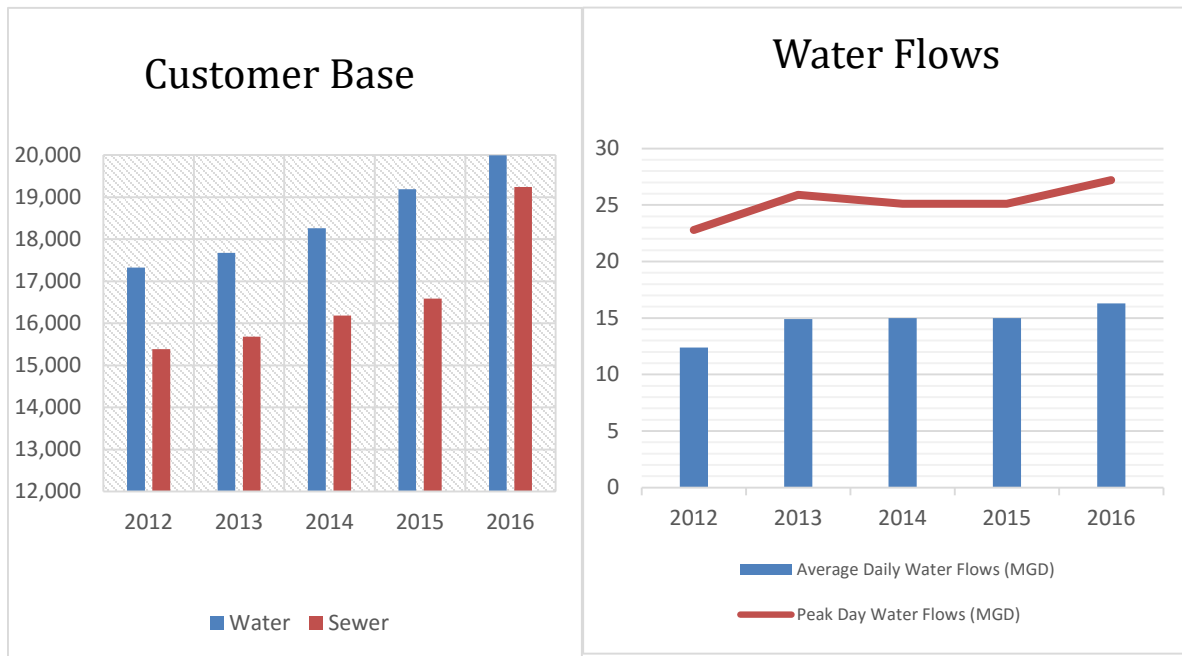 Customer Base
20,000
19,000
18,000
17,000
16,000
15,000
14,000
13,000
12,000
2012 2013 2014 2015 2016
Water Sewer
Water Flows
30
25
20
15
10
5
0
2012 2013 2014 2015 2016
Average Daily Water Flows (MGD)
Peak Day Water Flows (MGD)